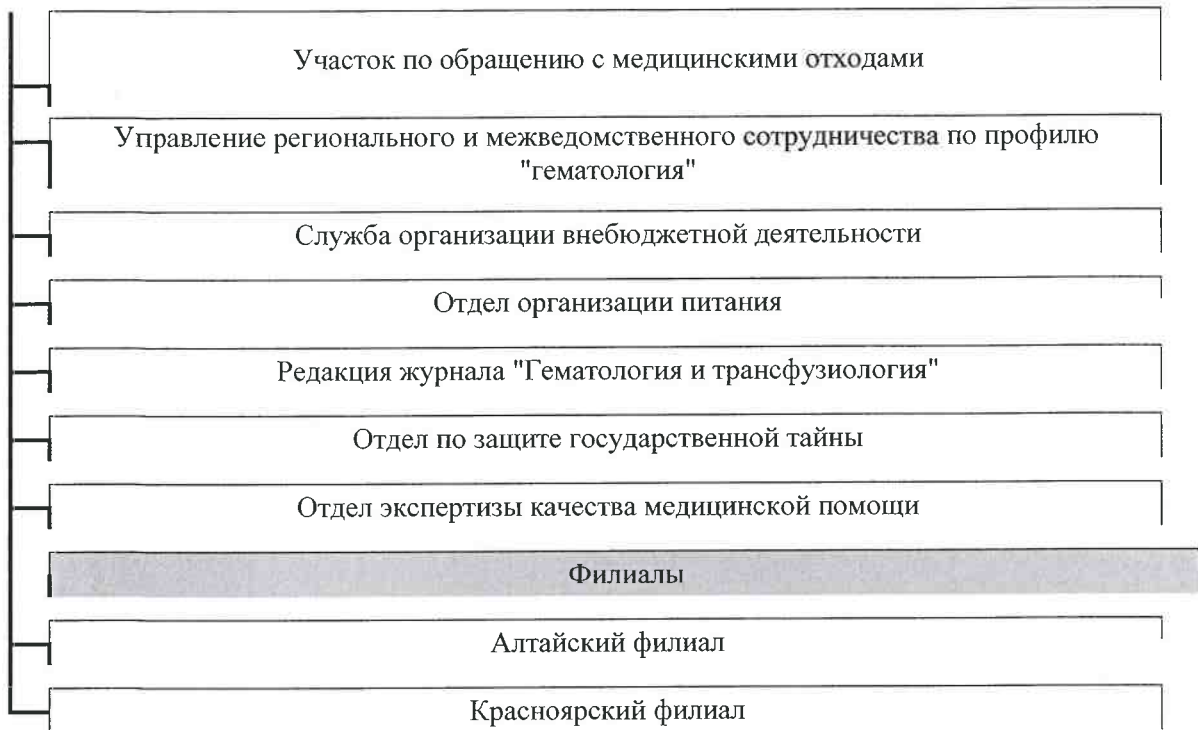 Участок по обращению с медицинскими отходами
Управление регионального и межведомственного сотрудничества по профилю
"гематология"
Служба организации внебюджетной деятельности
Отдел организации питания
Редакция журнала "Гематология и трансфузиология"
Отдел по защите государственной тайны
Отдел экспертизы качества медицинской помощи
Филиалы
Алтайский филиал
Красноярский филиал